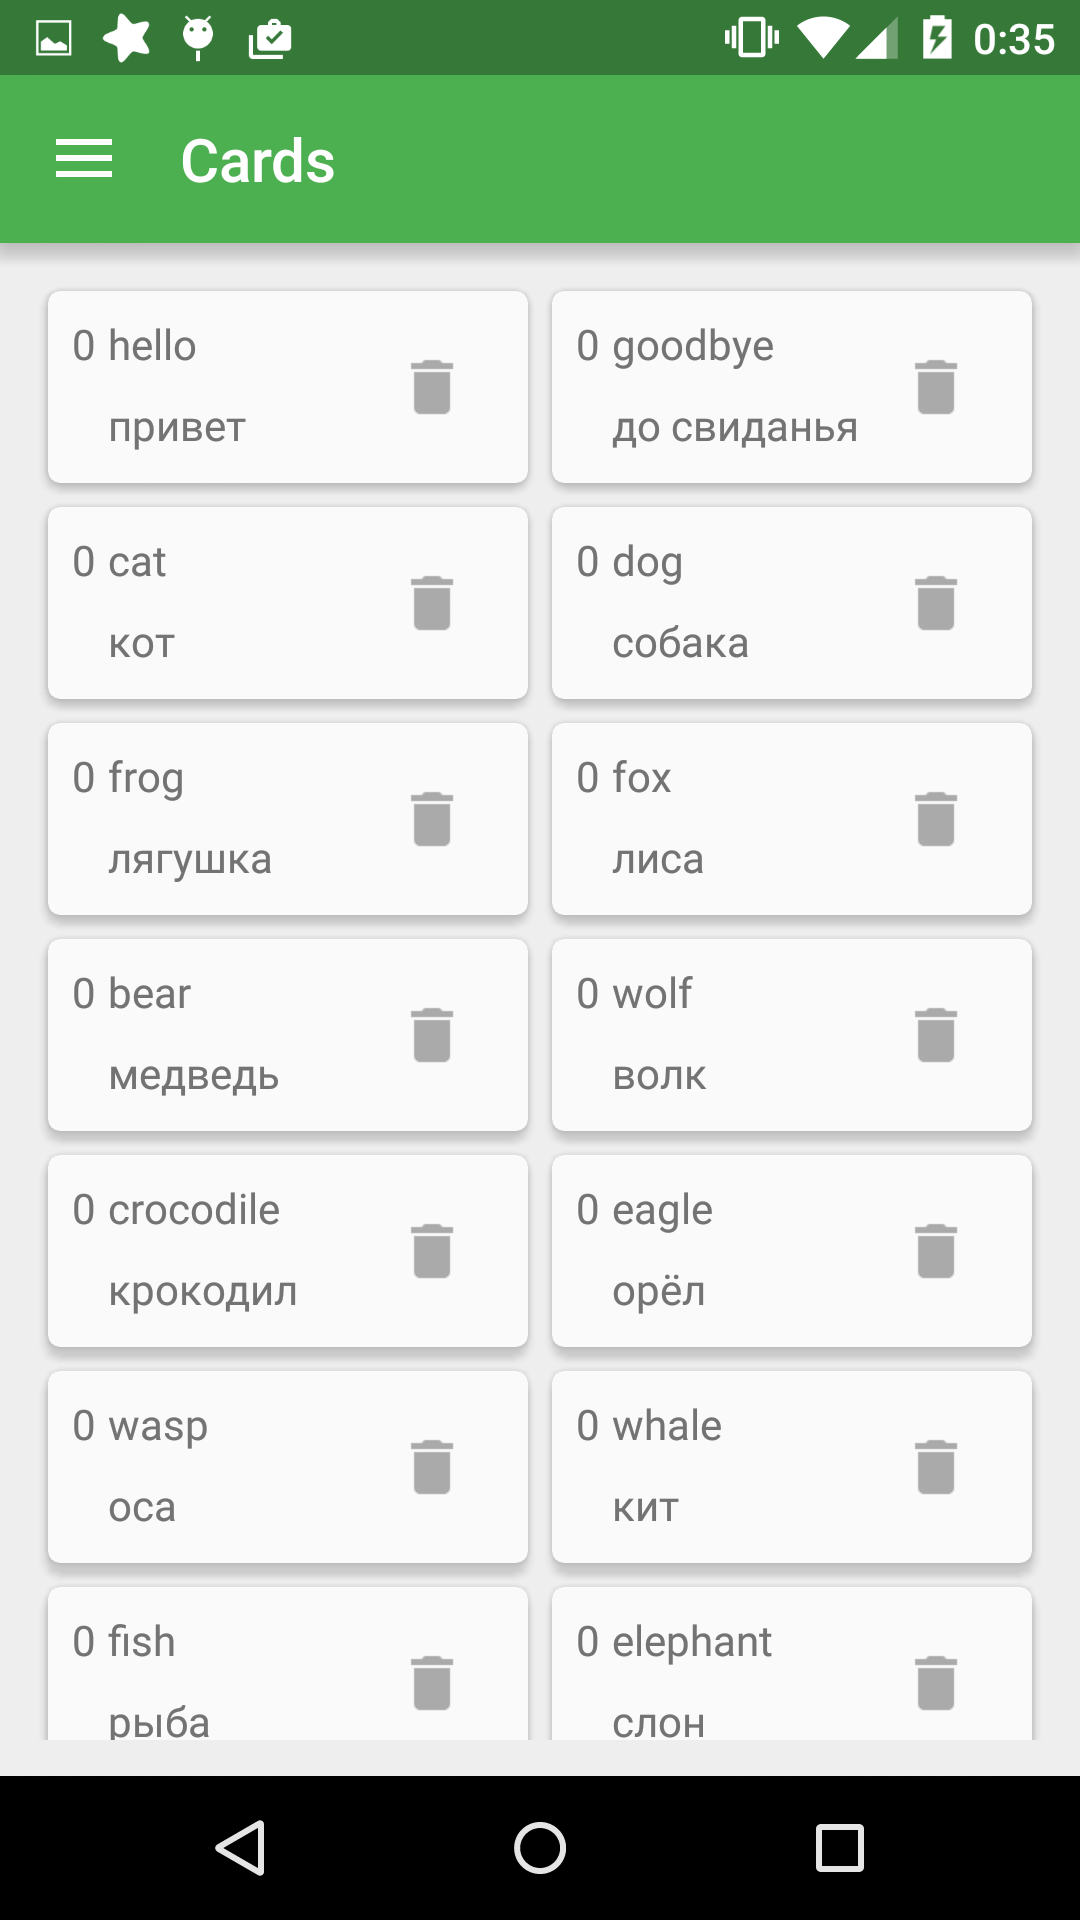 0:35
Cards
0 hello
привет
0 goodbye
до свиданья
0 cat
кот
0 dog
собака
0 frog
лягушка
0 fox
лиса
0 bear
медведь
0 wolf
волк
0 crocodile
крокодил
0 eagle
орёл
0 wasp
оса
0 whale
кит
0 fish
рыба
0 elephant
слон